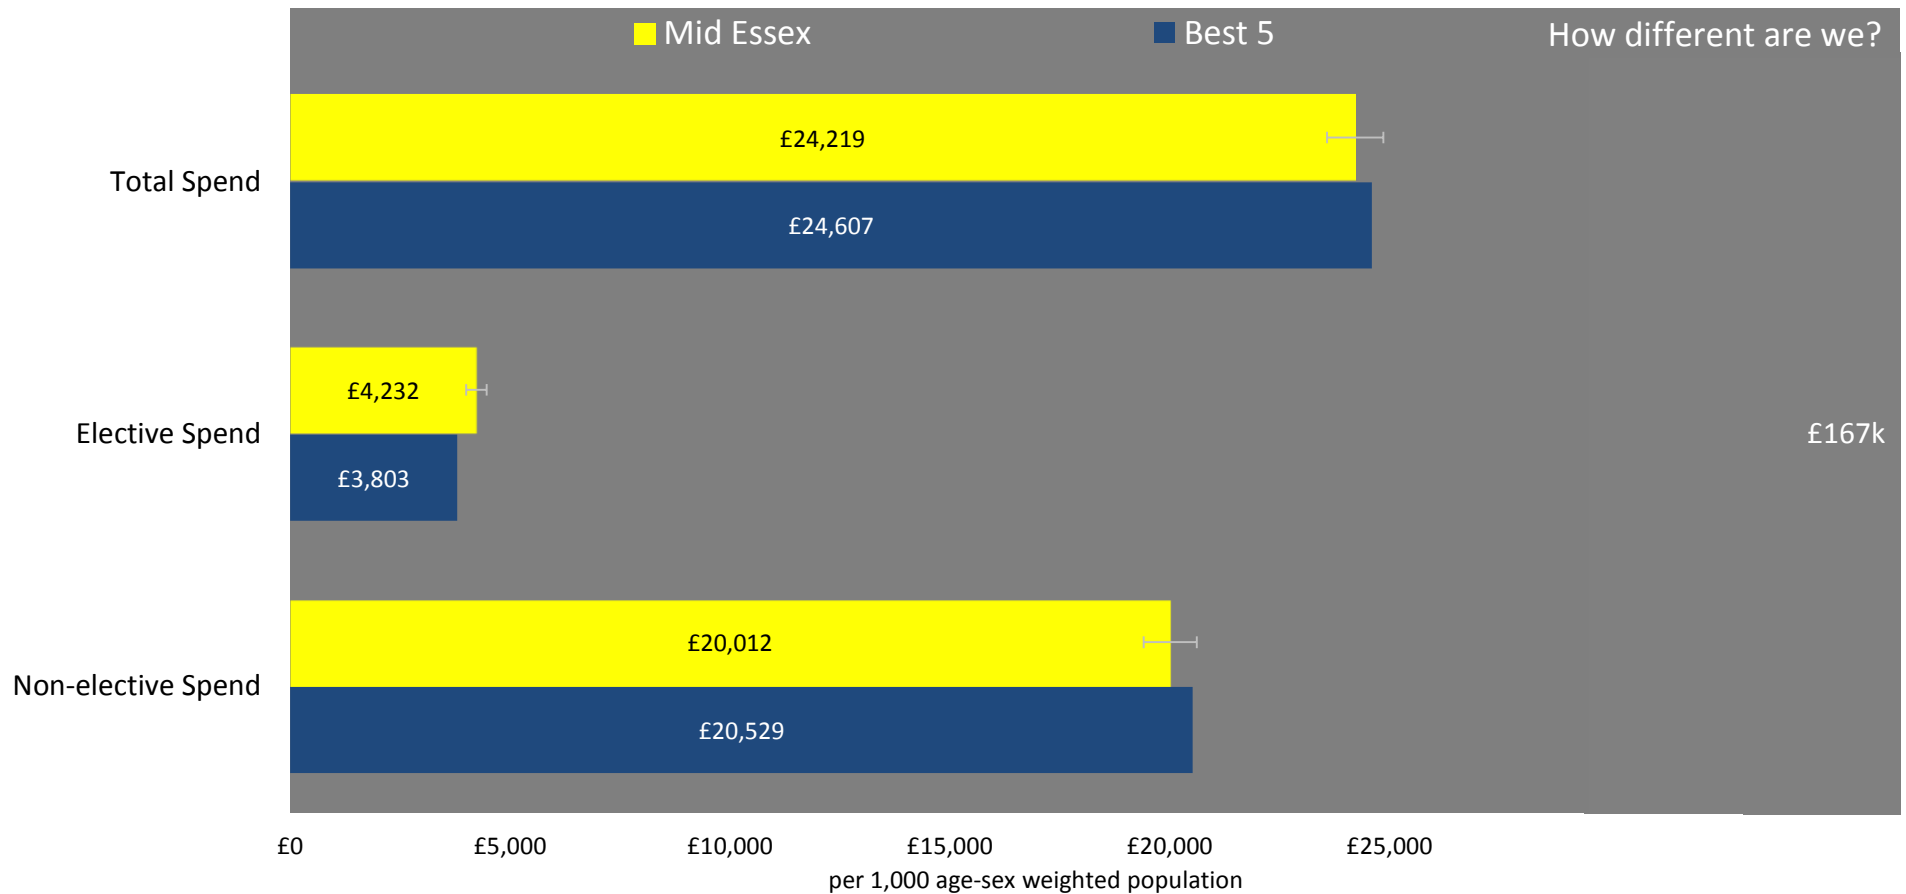 Mid Essex
Best 5
How different are we?
Total Spend
£24,219
£24,607
Elective Spend
£4,232
£3,803
£167k
Non-elective Spend
£20,012
£20,529
£0 £5,000 £10,000 £15,000 £20,000 £25,000
per 1,000 age-sex weighted population